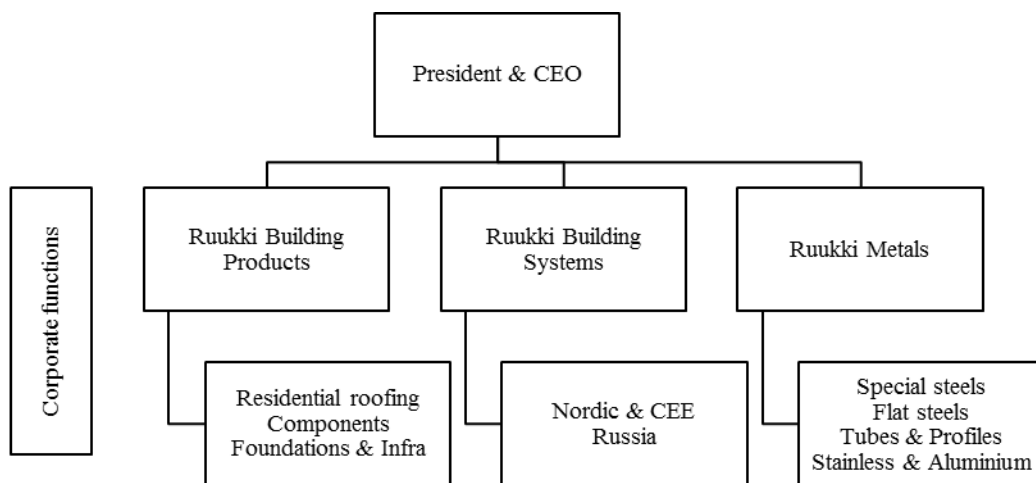 President & CEO
Corporate functions
Ruukki Building
Products
Ruukki Building
Systems
Ruukki Metals
Residential roofing
Components
Foundations & Infra
Nordic & CEE
Russia
Special steels
Flat steels
Tubes & Profiles
Stainless & Aluminium